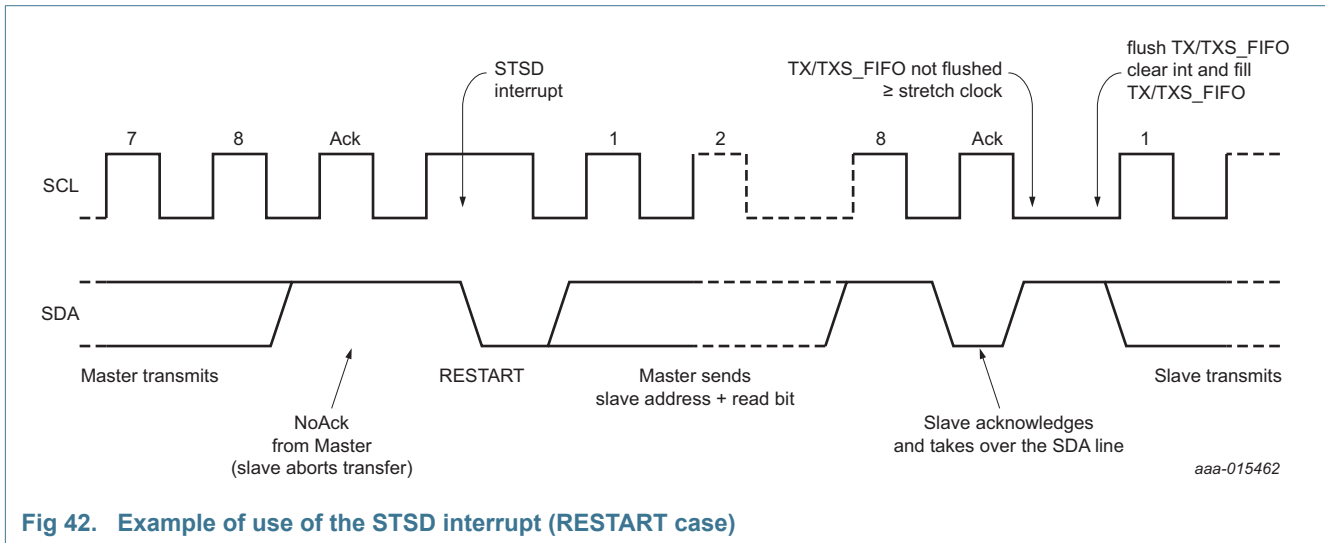 STSD
interrupt
TX/TXS_FIFO not flushed
≥ stretch clock
flush TX/TXS_FIFO
clear int and fill
TX/TXS_FIFO
7
8
Ack
1
2
8
Ack
1
SCL
SDA
Master transmits
RESTART
Master sends
slave address + read bit
Slave transmits
NoAck
from Master
(slave aborts transfer)
Slave acknowledges
and takes over the SDA line
aaa-015462
Fig 42. Example of use of the STSD interrupt (RESTART case)